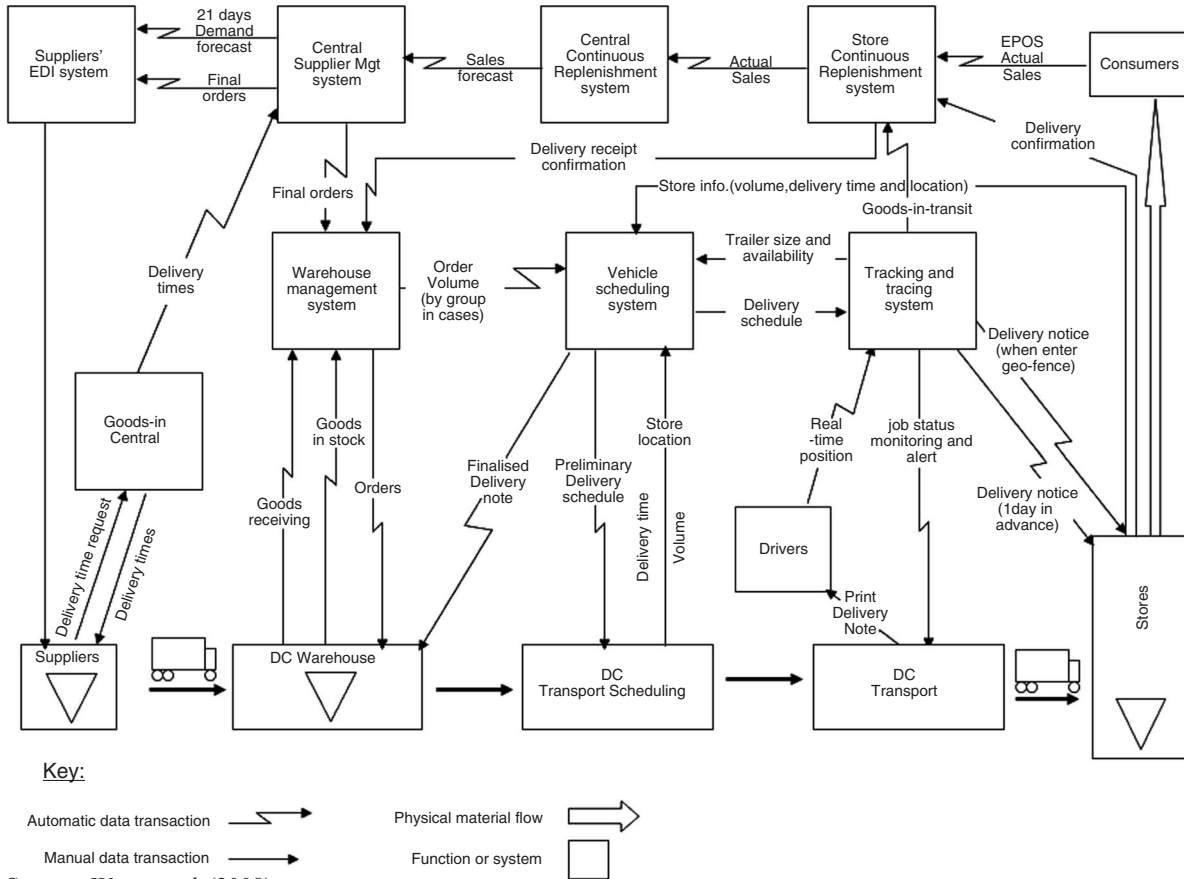 Suppliers'
EDI system
21 days
Demand
forecast
Final
orders
Central
Supplier Mgt
system
Sales
forecast
Central
Continuous
Replenishment
system
Actual
Sales
Store
Continuous
Replenishment
system
EPOS
Actual
Sales
Consumers
Delivery
confirmation
Delivery receipt
confirmation
Final orders
Store info.(volume,delivery time and location)
Goods-in-transit
Delivery
times
Warehouse
management
system
Order
Volume
(by group
in cases)
Vehicle
scheduling
system
Trailer size and
availability
Delivery
schedule
Tracking and
tracing
system
Delivery notice
(when enter
geo-fence)
Goods-in
Central
Goods
receiving
Goods
in stock
Orders
Finalised
Delivery
note
Preliminary
Delivery
schedule
Store
location
Delivery time
Volume
Real
-time
position
job status
monitoring and
alert
Delivery notice
(1day in
advance)
Drivers
Print
Delivery
Note
Delivery time request
Delivery times
Suppliers
DC Warehouse
DC
Transport Scheduling
DC
Transport
Stores
Key:
Automatic data transaction
Physical material flow
Manual data transaction
Function or system